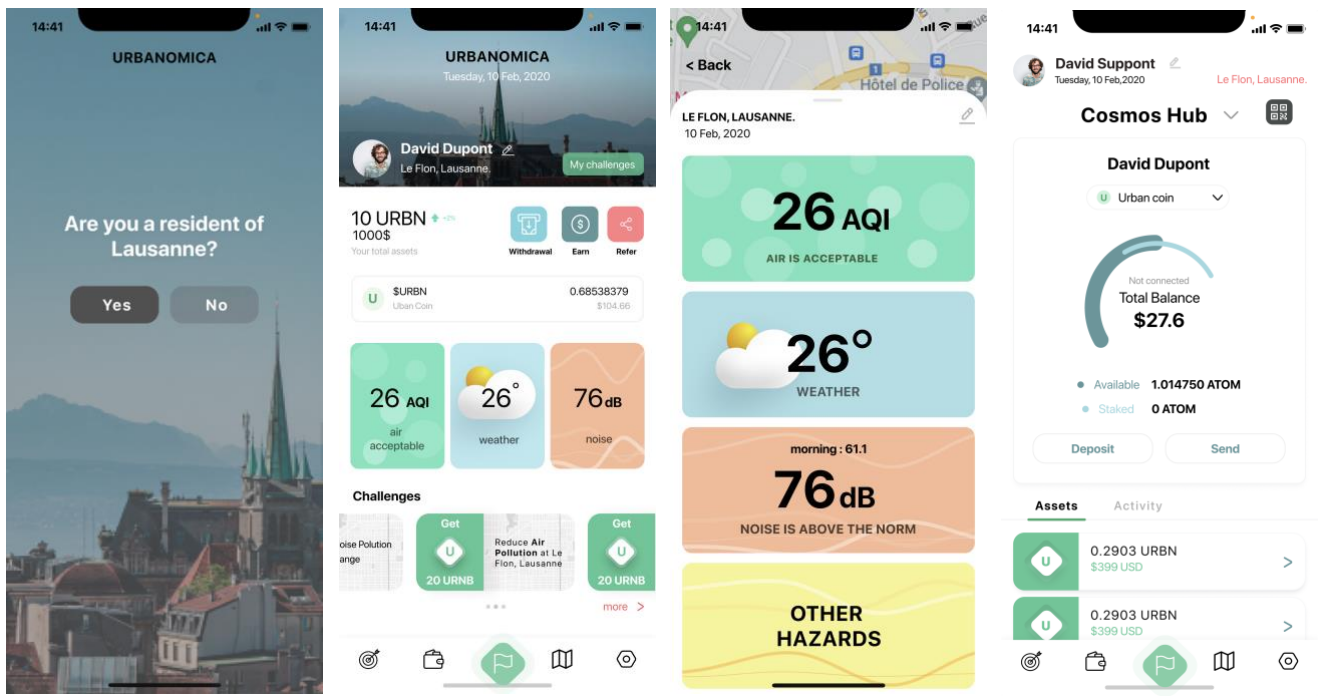 14:41
URBANOMICA
Are you a resident of
Lausanne?
Yes
No
14:41
URBANOMICA
Tuesday, 10 Feb, 2020
David Dupont
Le Flon, Lausanne.
My challenges
10 URBN +2%
1000$
Your total assets
Withdrawal
Earn
Refer
U
$URBN
0.68538379
Uban Coin
$104.66
26 AQI
air
acceptable
26°
weather
76 dB
noise
Challenges
oise Polution
ange
Get
U
20 URNB
Reduce Air
Pollution at Le
Flon, Lausanne
Get
U
20 URNB
more >
14:41
< Back
Hôtel de Police
LE FLON, LAUSANNE.
10 Feb, 2020
26 AQI
AIR IS ACCEPTABLE
26°
WEATHER
morning : 61.1
76 dB
NOISE IS ABOVE THE NORM
OTHER
HAZARDS
14:41
David Suppont
Tuesday, 10 Feb,2020
Le Flon, Lausanne.
Cosmos Hub
David Dupont
U Urban coin
Not connected
Total Balance
$27.6
Available 1.014750 ATOM
Staked 0 ATOM
Deposit
Send
Assets
Activity
U
0.2903 URBN
$399 USD
>
U
0.2903 URBN
$399 USD
>